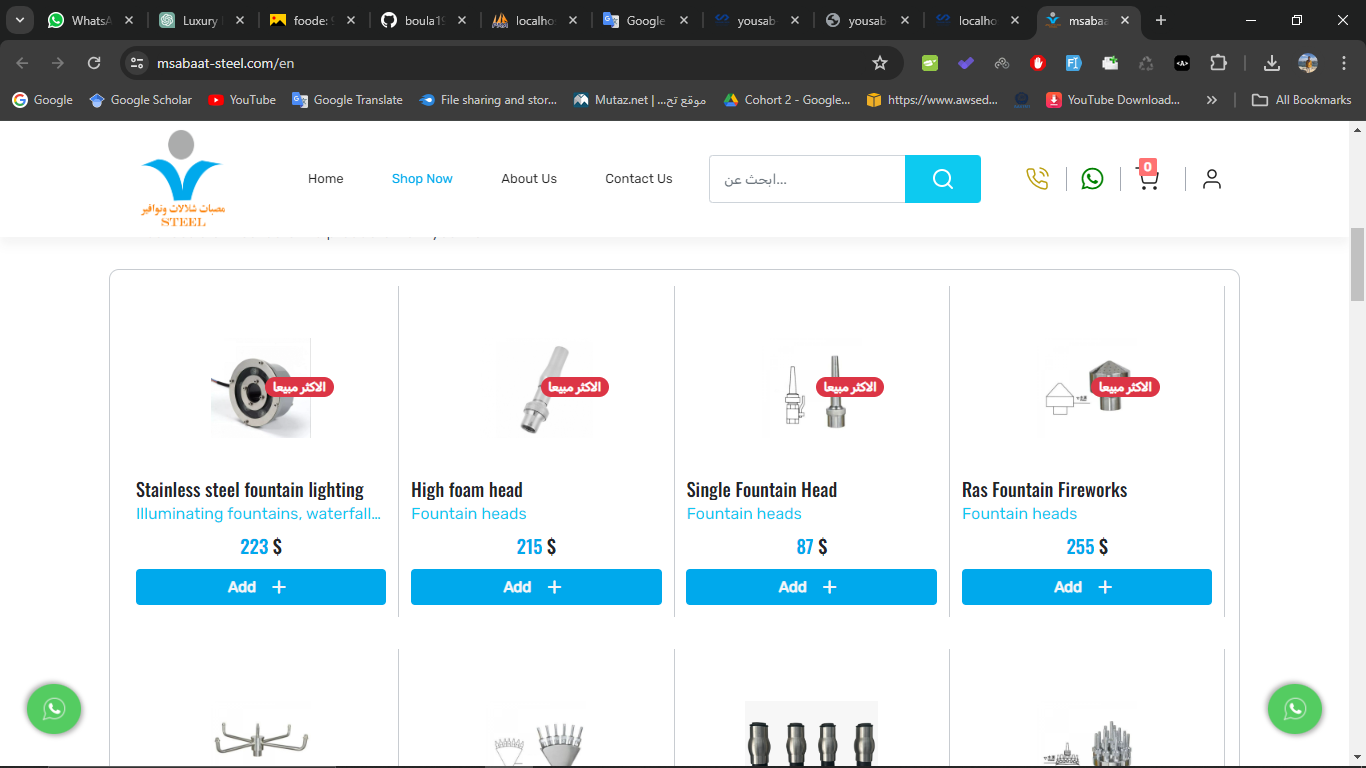 WhatsA
Luxury
foode:
boula19
localho
Google
yousab
yousab
localho
msabaa
msabaat-steel.com/en
Google
Google Scholar
YouTube
Google Translate
File sharing and stor...
Mutaz.net | موقع تح...
Cohort 2 - Google...
https://www.awsed...
YouTube Download...
All Bookmarks
مصبات شلالات ونوافير
STEEL
Home
Shop Now
About Us
Contact Us
ابحث عن...
0
الاكثر مبيعا
الاكثر مبيعا
الاكثر مبيعا
الاكثر مبيعا
Stainless steel fountain lighting
Illuminating fountains, waterfall...
223 $
Add +
High foam head
Fountain heads
215 $
Add +
Single Fountain Head
Fountain heads
87 $
Add +
Ras Fountain Fireworks
Fountain heads
255 $
Add +